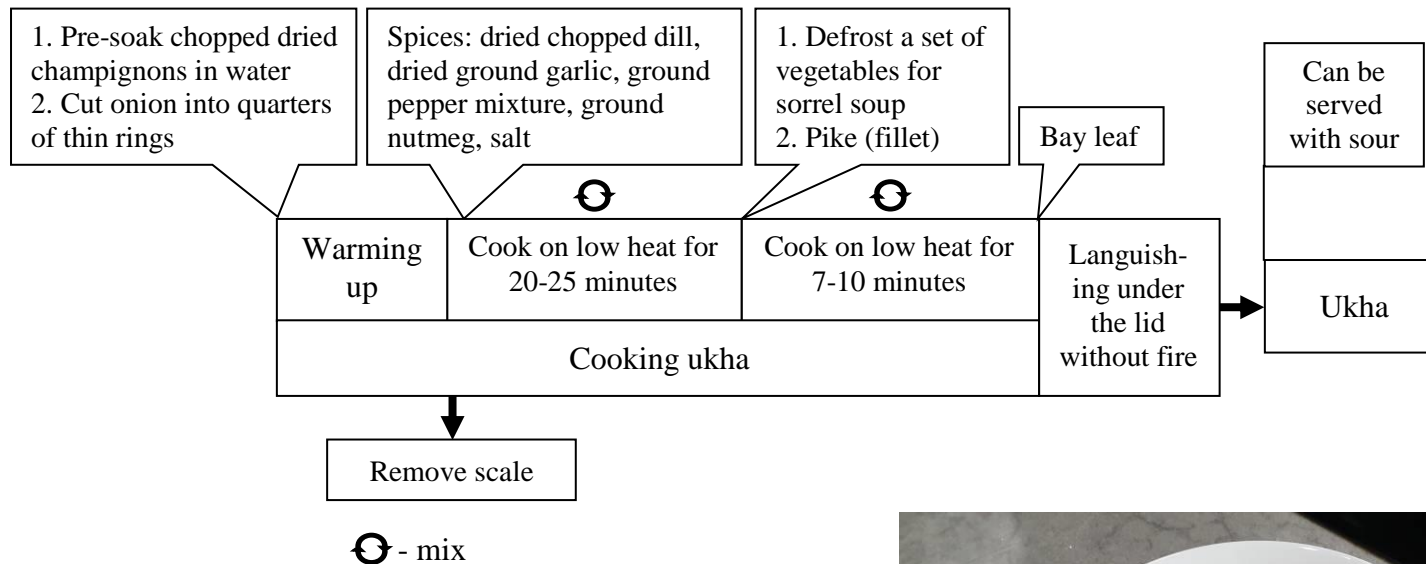 1. Pre-soak chopped dried
champignons in water
2. Cut onion into quarters
of thin rings
Spices: dried chopped dill,
dried ground garlic, ground
pepper mixture, ground
nutmeg, salt
1. Defrost a set of
vegetables for
sorrel soup
2. Pike (fillet)
Bay leaf
Can be
served
with sour
Warming
up
Cook on low heat for
20-25 minutes
Cook on low heat for
7-10 minutes
Languish-
ing under
the lid
without fire
Ukha
Cooking ukha
Remove scale
- mix